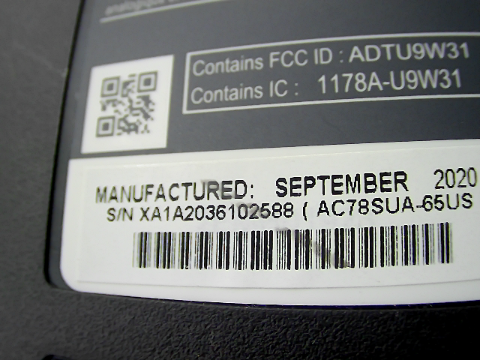 Contains FCC ID : ADTU9W31
Contains IC : 1178A-U9W31
MANUFACTURED: SEPTEMBER 2020
S/N XA1A2036102588 ( AC78SUA-65US